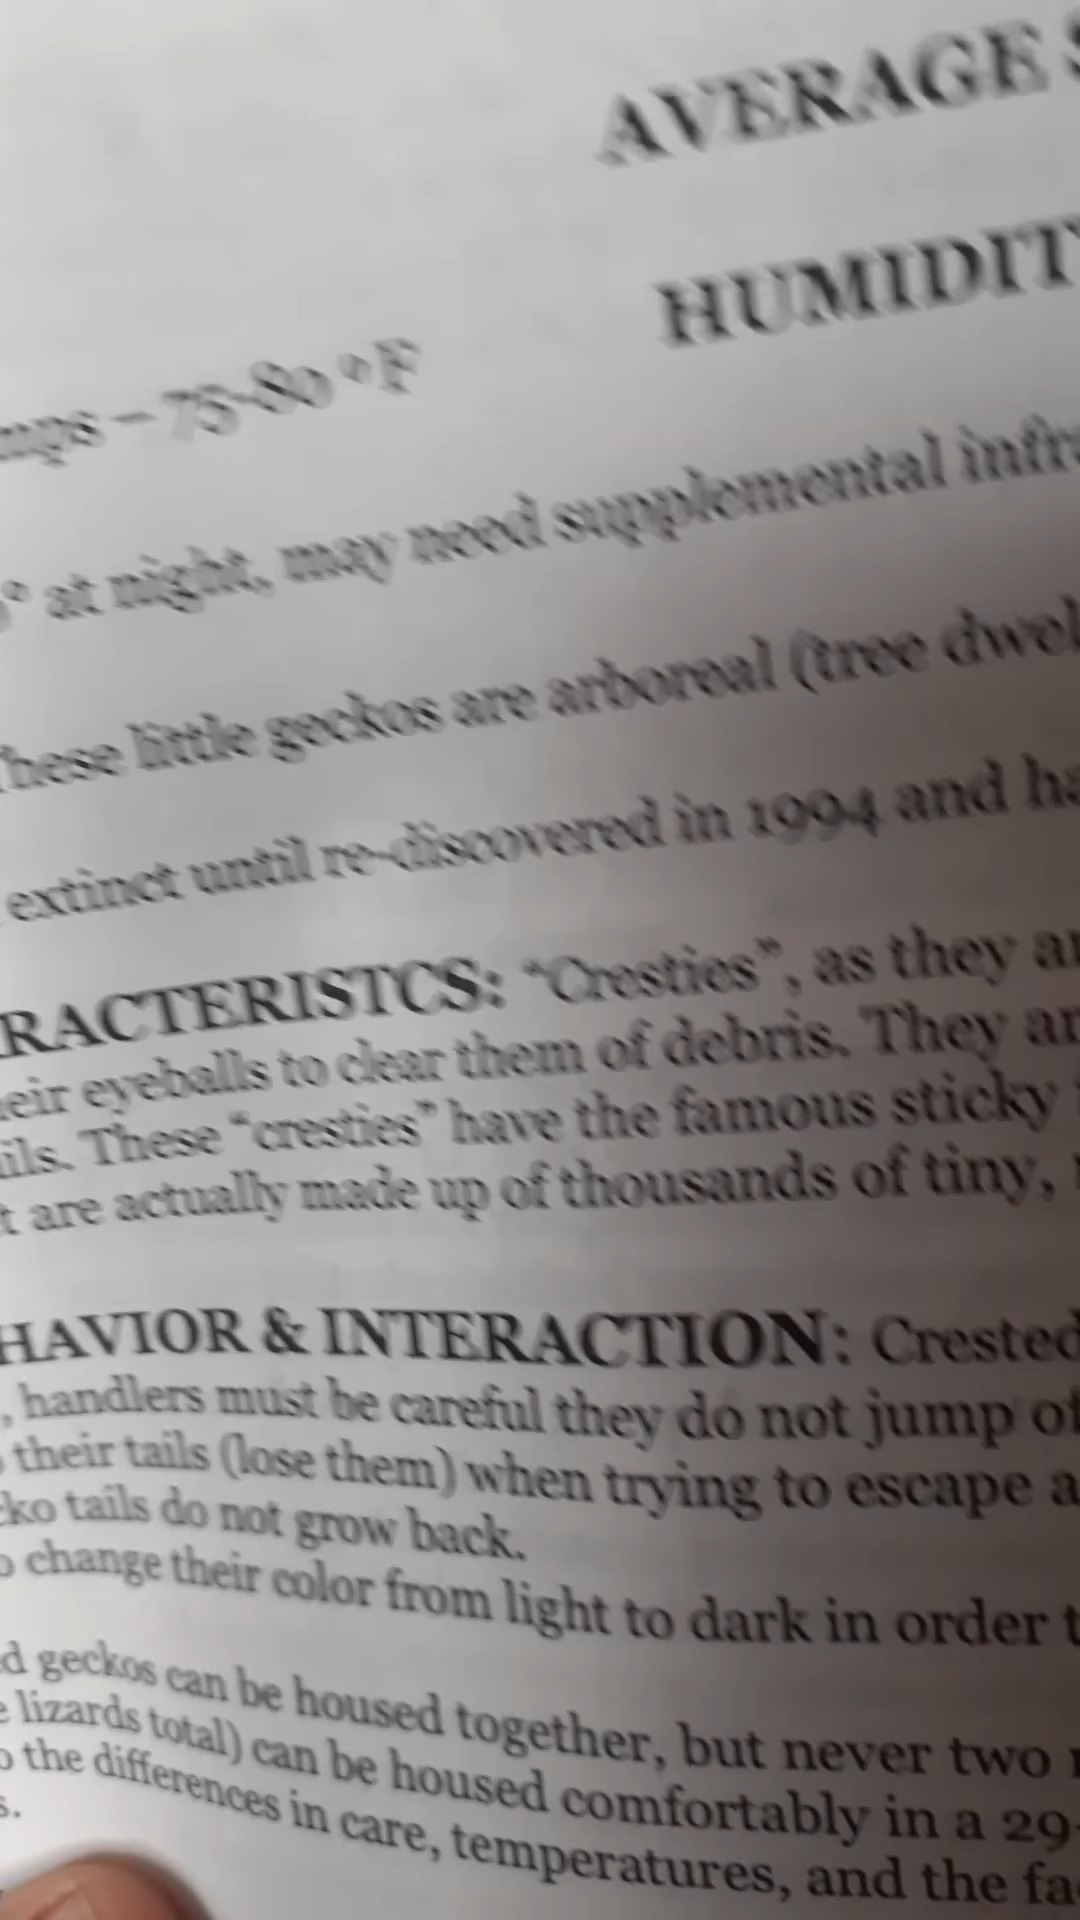 AVERAGE
HUMIDIT
mps – 75-80 °F
° at night, may need supplemental infr
These little geckos are arboreal (tree dwel
extinct until re-discovered in 1994 and ha
RACTERISTCS: “Cresties”, as they ar
eir eyeballs to clear them of debris. They ar
ils. These “cresties” have the famous sticky
t are actually made up of thousands of tiny,
HAVIOR & INTERACTION: Crested
, handlers must be careful they do not jump of
their tails (lose them) when trying to escape a
cko tails do not grow back.
o change their color from light to dark in order t
d geckos can be housed together, but never two
e lizards total) can be housed comfortably in a 29-
o the differences in care, temperatures, and the fa
s.